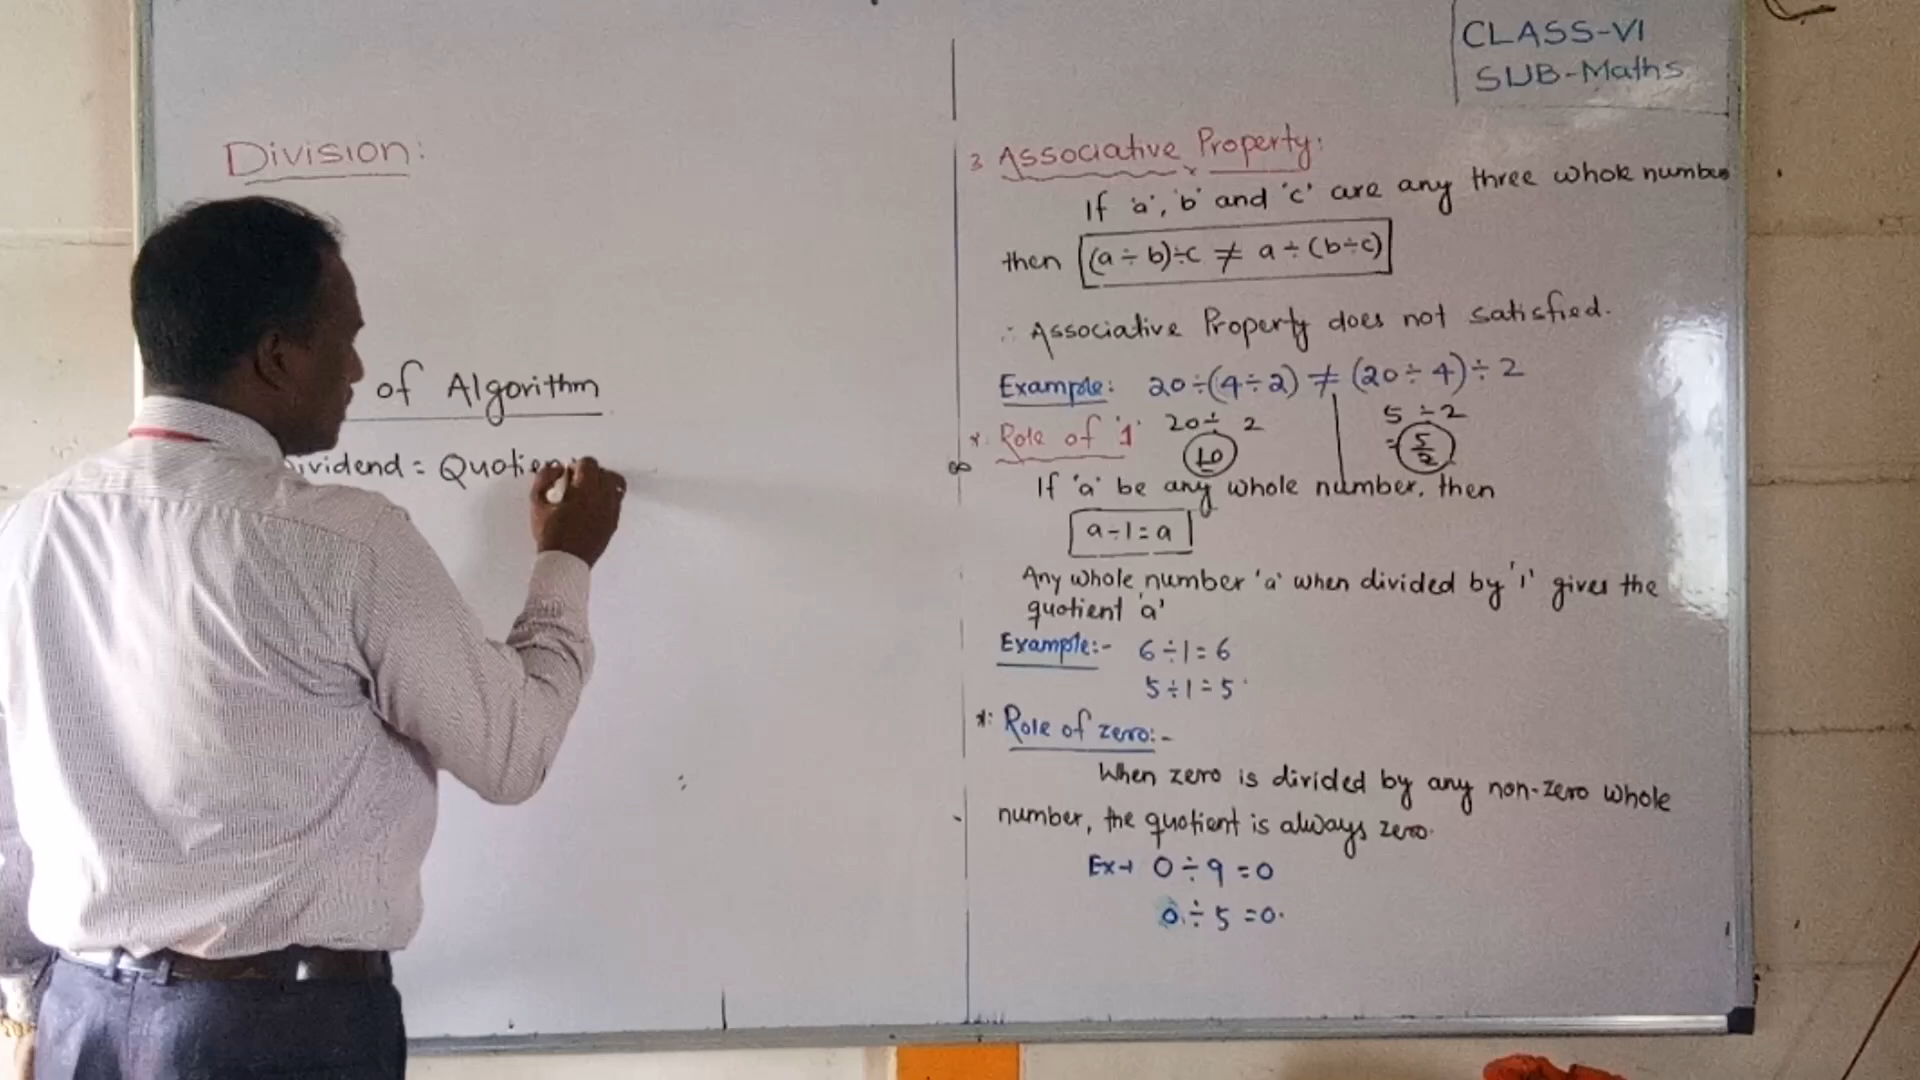 CLASS-VI
SUB-Maths
Division:
of Algorithm
Dividend = Quotien
3 Associative Property:
If 'a', 'b' and 'c' are any three whole number
then (a ÷ b)÷c ≠ a ÷ (b÷c)
∴ Associative Property does not satisfied.
Example: 20÷(4÷2) ≠ (20÷4)÷2
20÷ 2
10
5 ÷2
= 5/2
*. Role of '1'
If 'a' be any whole number, then
a÷1=a
Any whole number 'a' when divided by '1' gives the
quotient 'a'
Example:- 6÷1=6
5÷1=5
*: Role of zero:-
When zero is divided by any non-zero whole
number, the quotient is always zero.
Ex→ 0÷9=0
0÷5=0.